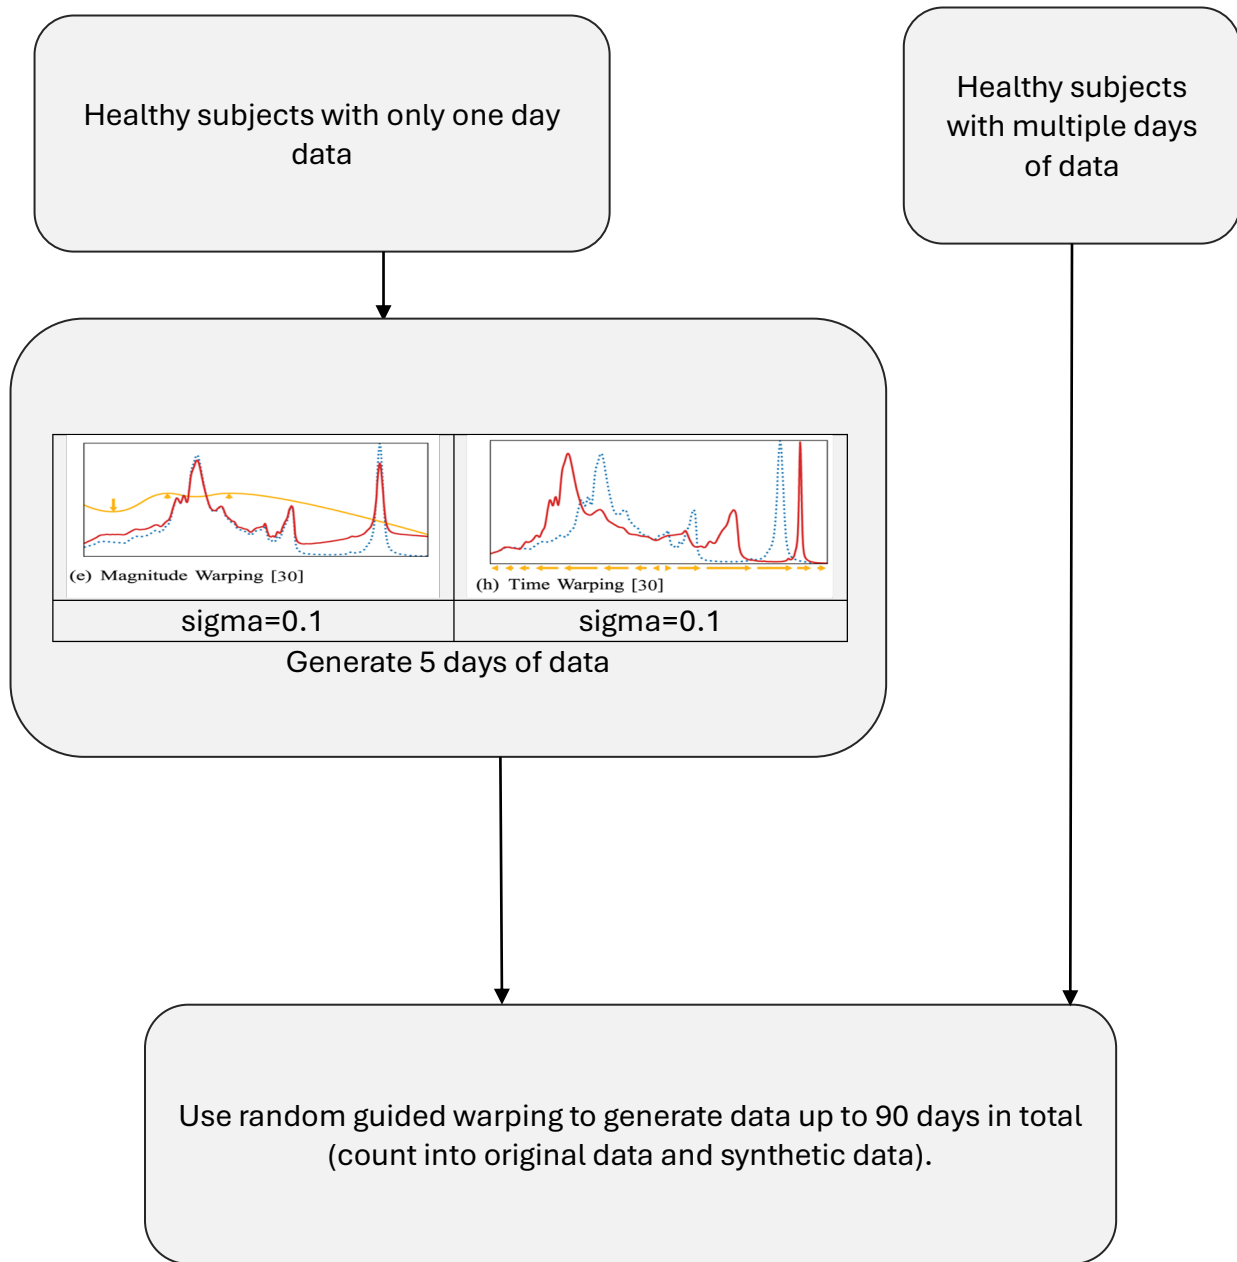 Healthy subjects with only one day
data
Healthy subjects
with multiple days
of data
(e) Magnitude Warping [30]
(h) Time Warping [30]
sigma=0.1
sigma=0.1
Generate 5 days of data
Use random guided warping to generate data up to 90 days in total
(count into original data and synthetic data).